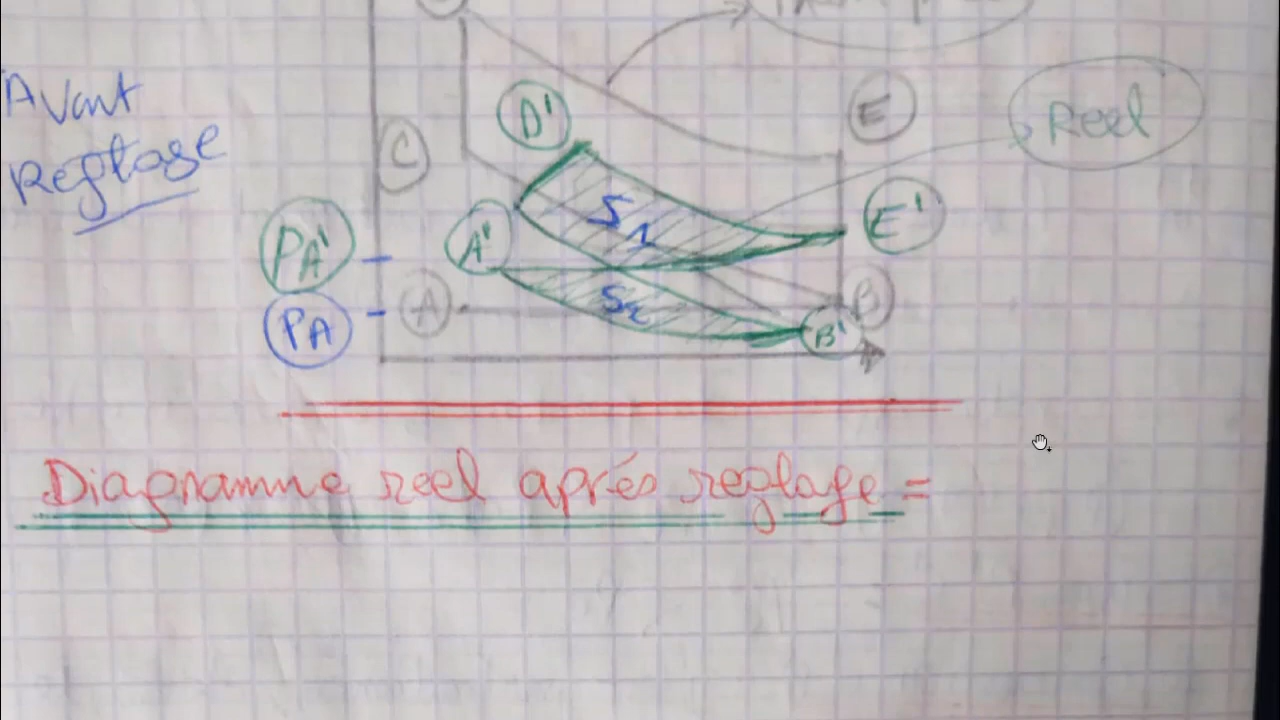 Avant
Reglage
C
D'
E
Reel
PA'
A'
S1
E'
PA
A
S2
B
B'
Diagramme reel aprés reglage =